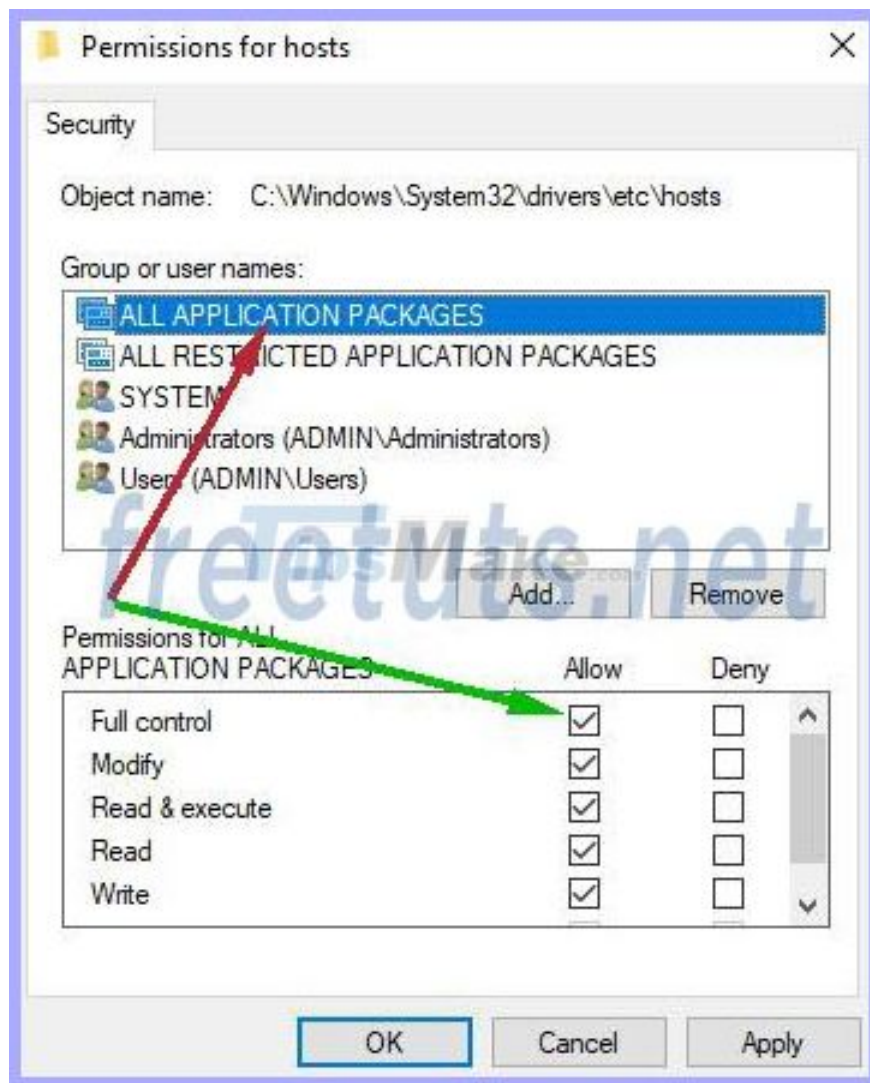 Permissions for hosts
Security
Object name: C:\Windows\System32\drivers\etc\hosts
Group or user names:
ALL APPLICATION PACKAGES
ALL RESTRICTED APPLICATION PACKAGES
SYSTEM
Administrators (ADMIN\Administrators)
Users (ADMIN\Users)
freetuts.net
TipsMake.com
Add... Remove
Permissions for ALL
APPLICATION PACKAGES Allow Deny
Full control
Modify
Read & execute
Read
Write
OK Cancel Apply